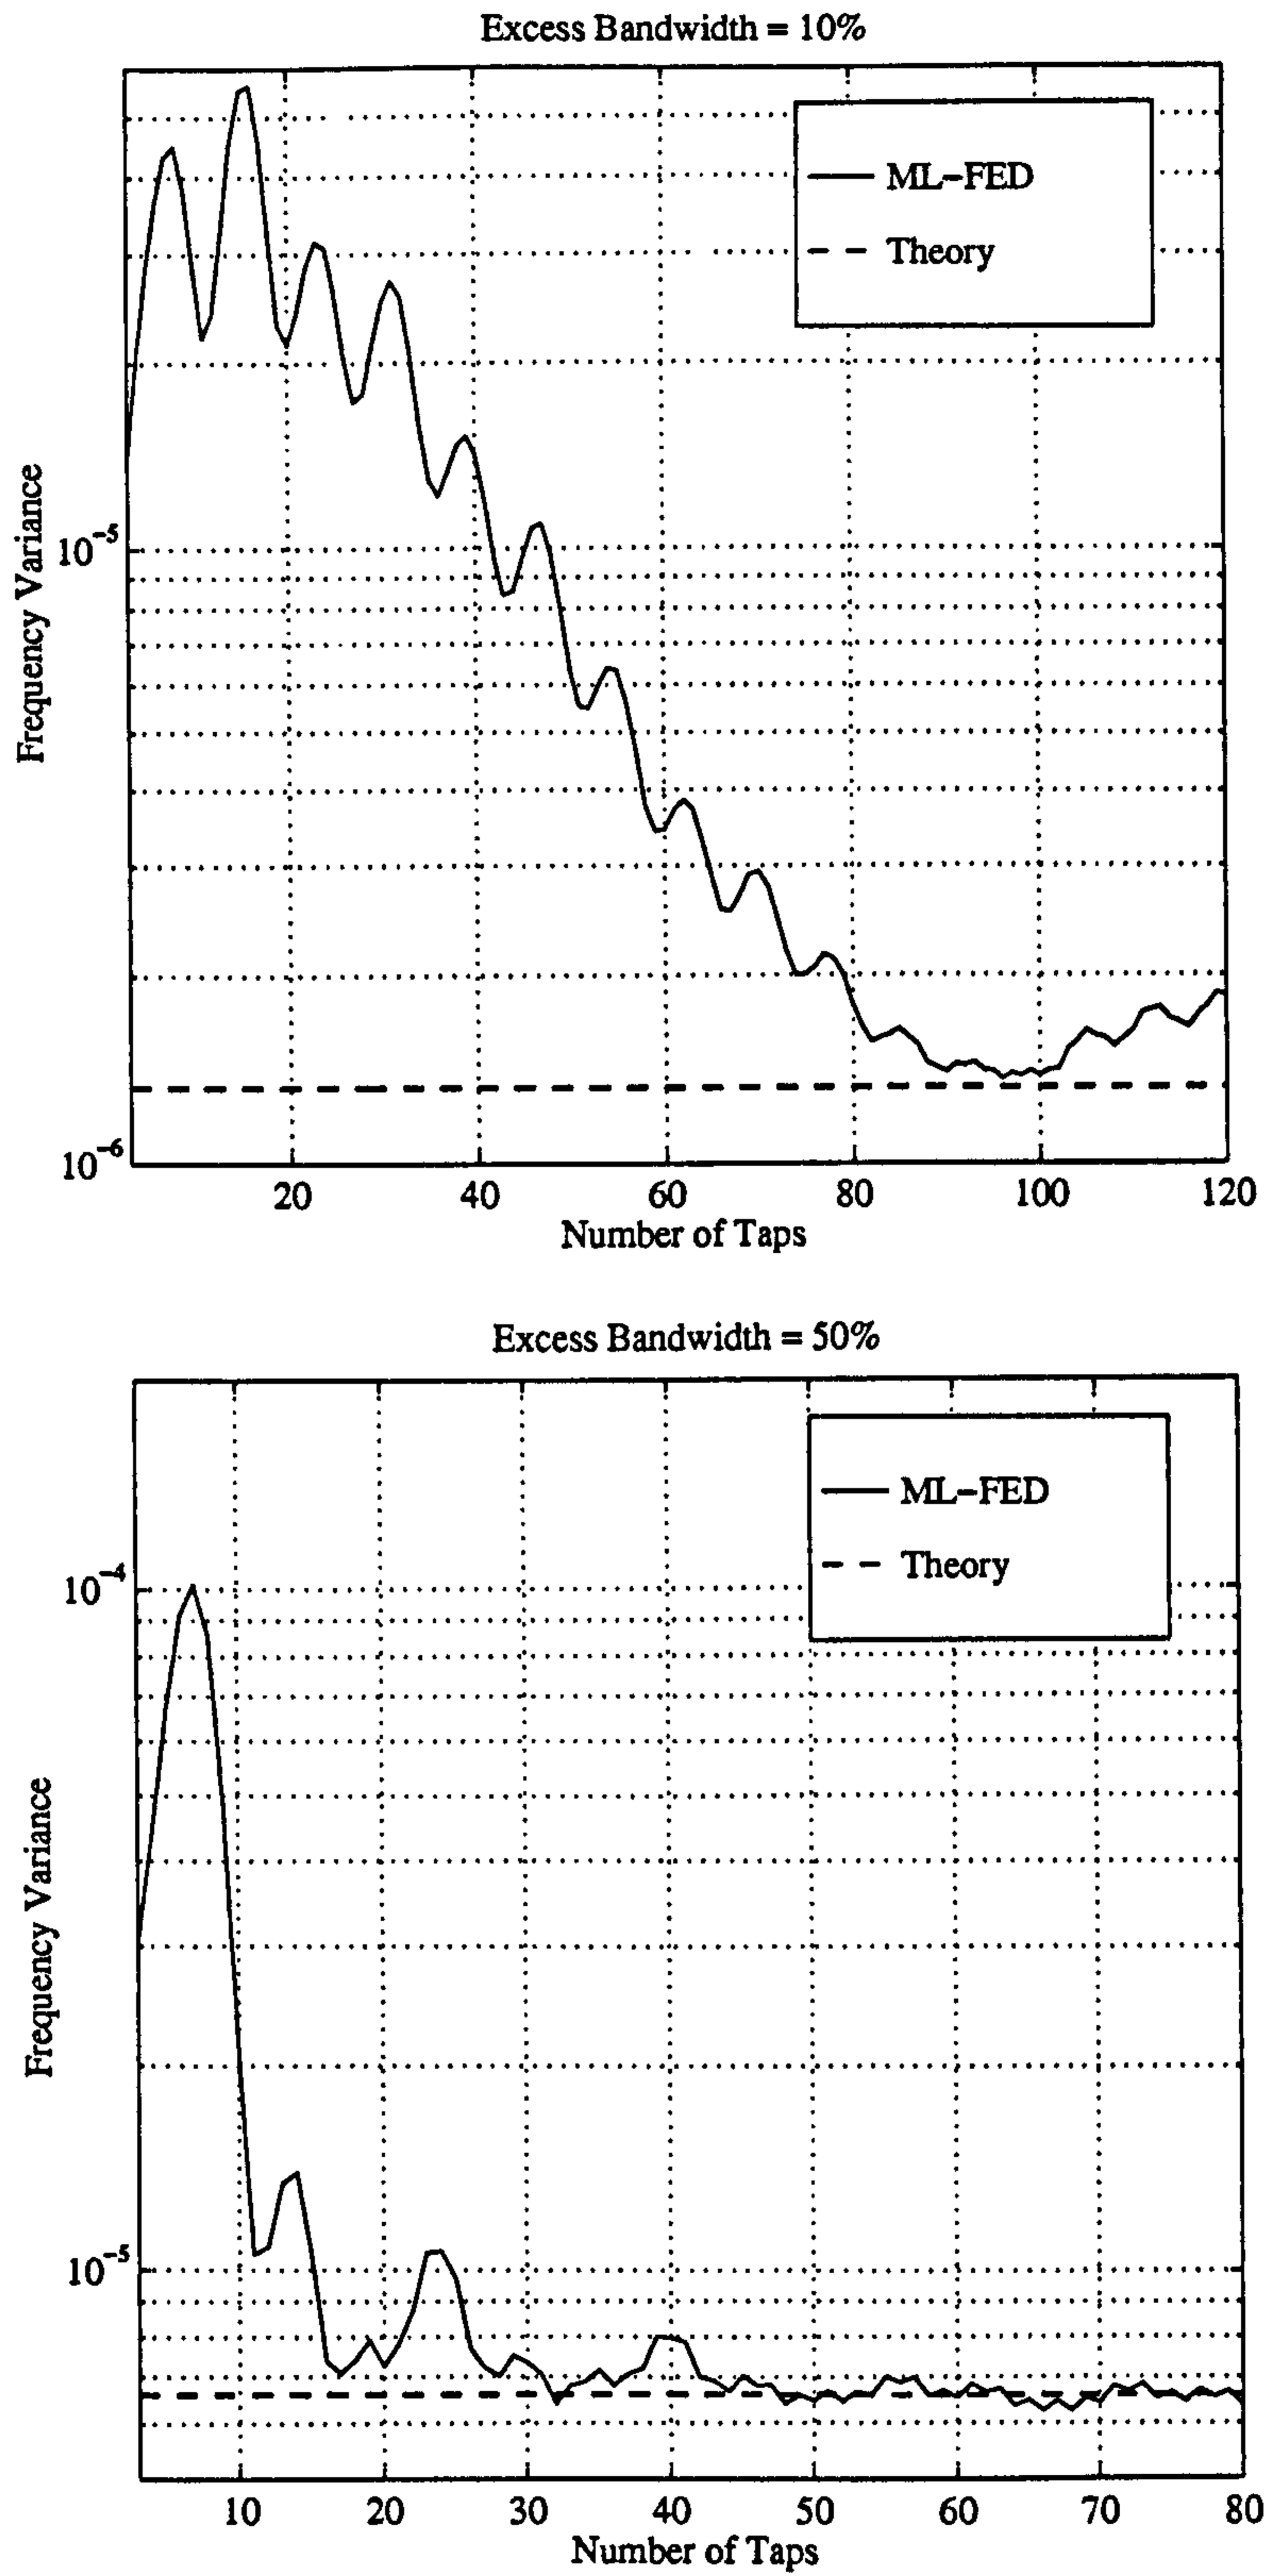 Excess Bandwidth = 10%
ML-FED
Theory
Frequency Variance
10⁻⁵
10⁻⁶
20 40 60 80 100 120
Number of Taps
Excess Bandwidth = 50%
ML-FED
Theory
Frequency Variance
10⁻⁴
10⁻⁵
10 20 30 40 50 60 70 80
Number of Taps